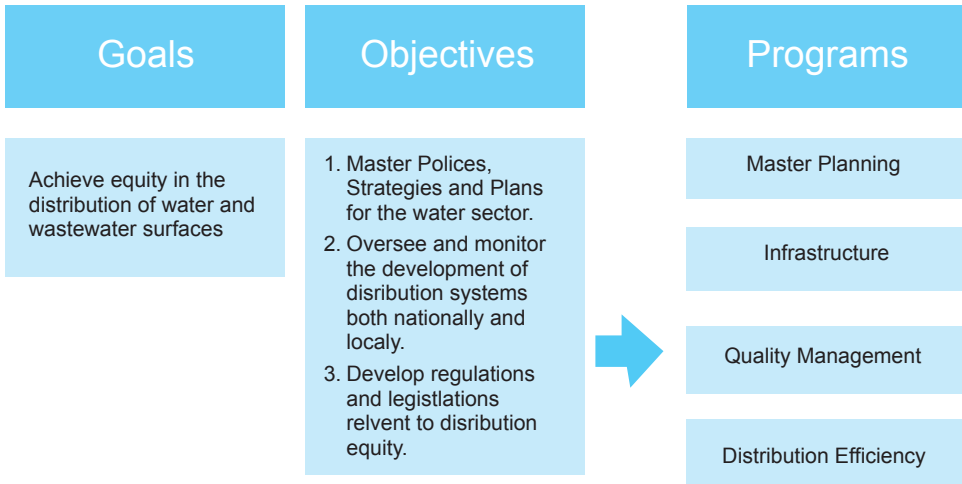 Goals
Objectives
Programs
Achieve equity in the
distribution of water and
wastewater surfaces
1. Master Polices,
Strategies and Plans
for the water sector.
2. Oversee and monitor
the development of
disribution systems
both nationally and
localy.
3. Develop regulations
and legistlations
relvent to disribution
equity.
Master Planning
Infrastructure
Quality Management
Distribution Efficiency